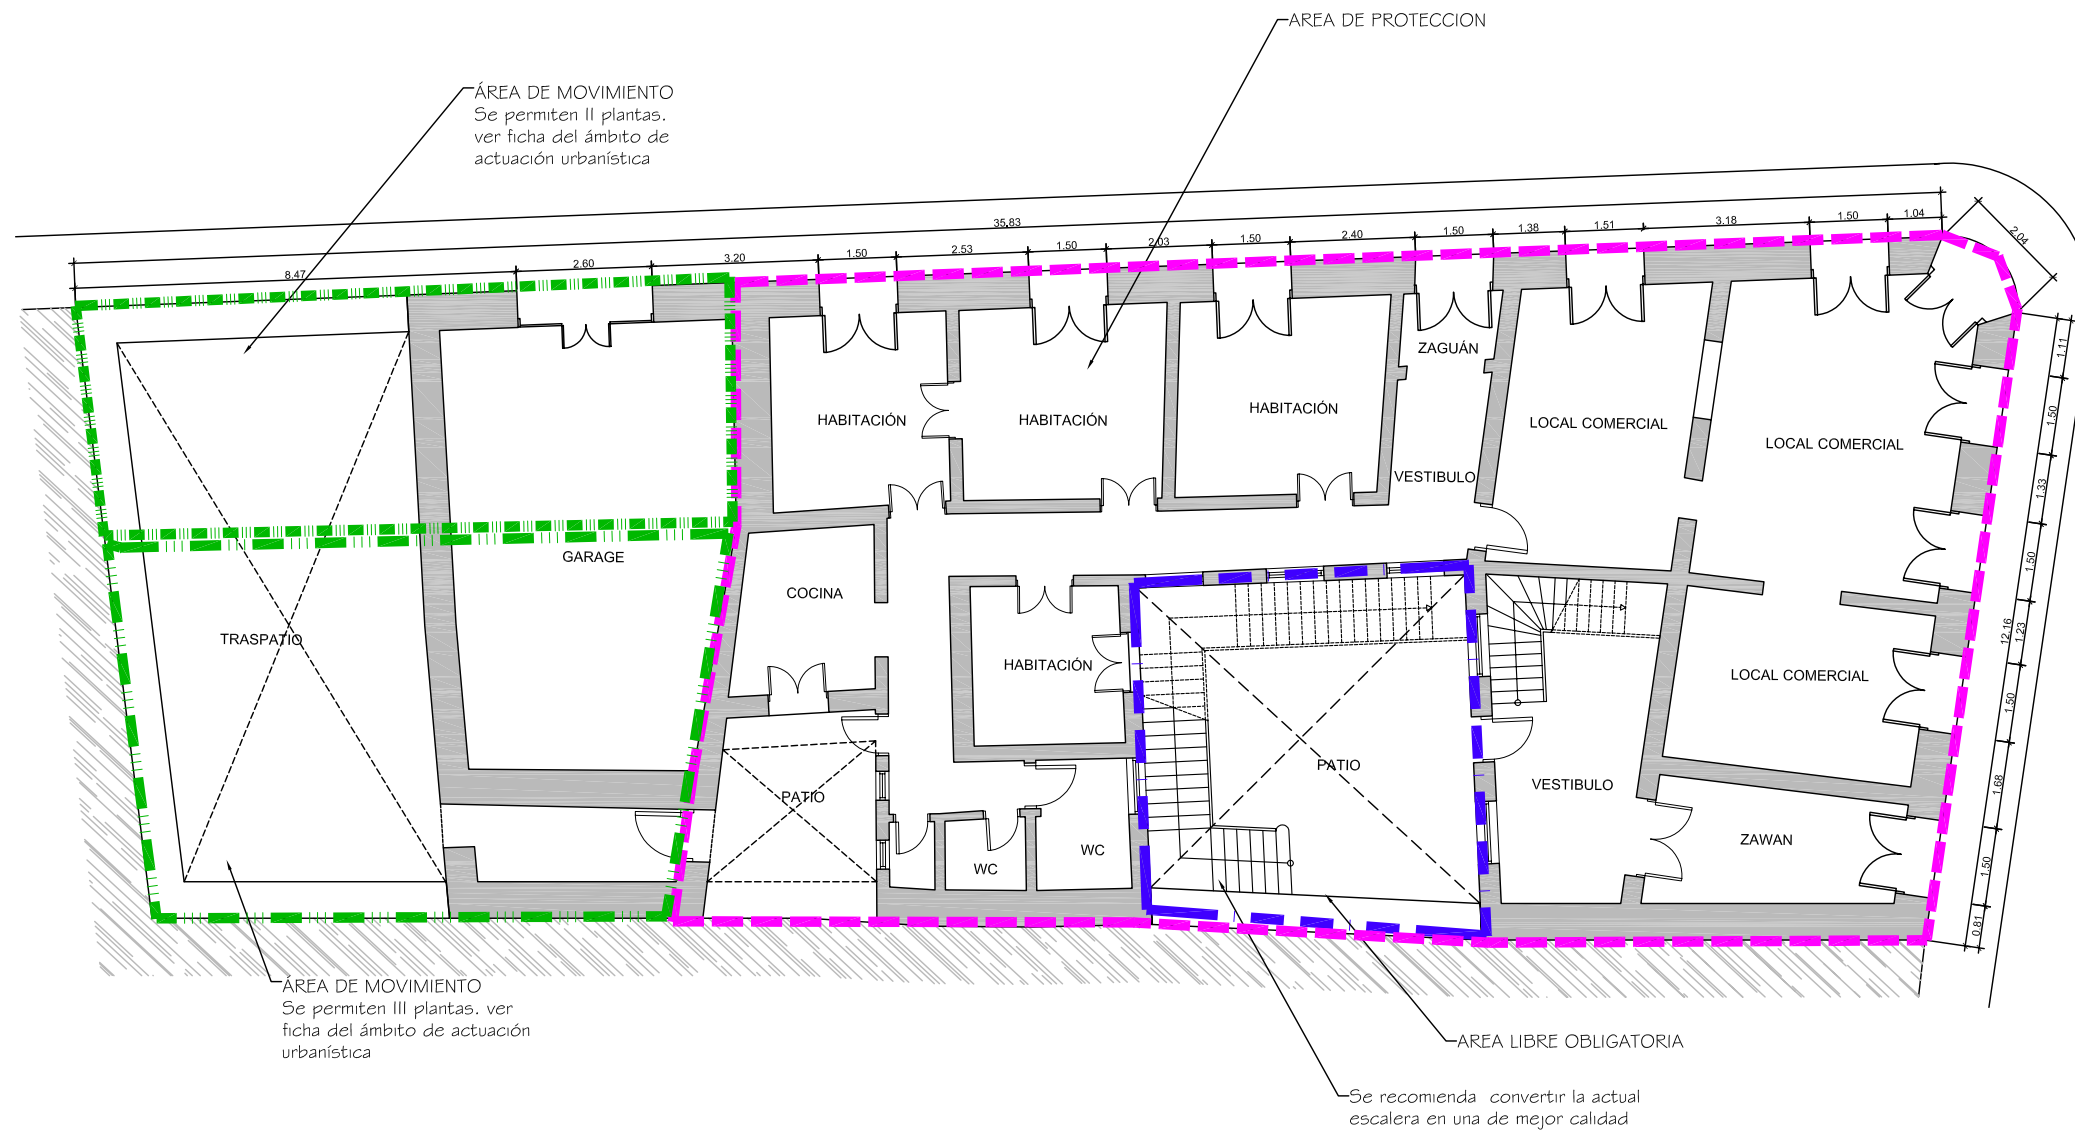 AREA DE PROTECCION
ÁREA DE MOVIMIENTO
Se permiten II plantas.
ver ficha del ámbito de
actuación urbanística
35,83
8.47
2.60
3.20
1.50
2.53
1.50
2.03
1.50
2.40
1.50
1.38
1.51
3.18
1.50
1.04
2.04
1.11
1.50
1.33
1.50
12.16
1.23
1.50
1.68
1.50
0.81
ZAGUÁN
HABITACIÓN
HABITACIÓN
HABITACIÓN
LOCAL COMERCIAL
LOCAL COMERCIAL
VESTIBULO
GARAGE
COCINA
TRASPATIO
HABITACIÓN
LOCAL COMERCIAL
PATIO
PATIO
VESTIBULO
ZAWAN
WC
WC
ÁREA DE MOVIMIENTO
Se permiten III plantas. ver
ficha del ámbito de actuación
urbanística
AREA LIBRE OBLIGATORIA
Se recomienda convertir la actual
escalera en una de mejor calidad